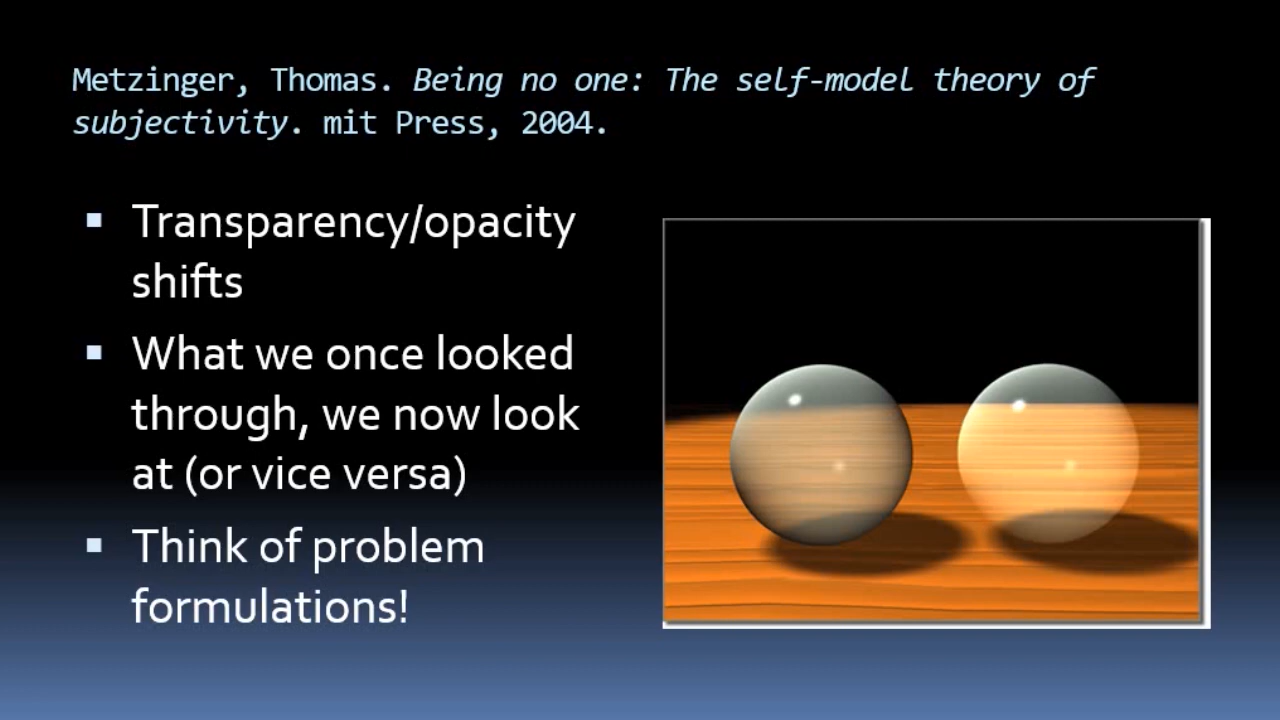 Metzinger, Thomas. Being no one: The self-model theory of
subjectivity. mit Press, 2004.
Transparency/opacity
shifts
What we once looked
through, we now look
at (or vice versa)
Think of problem
formulations!